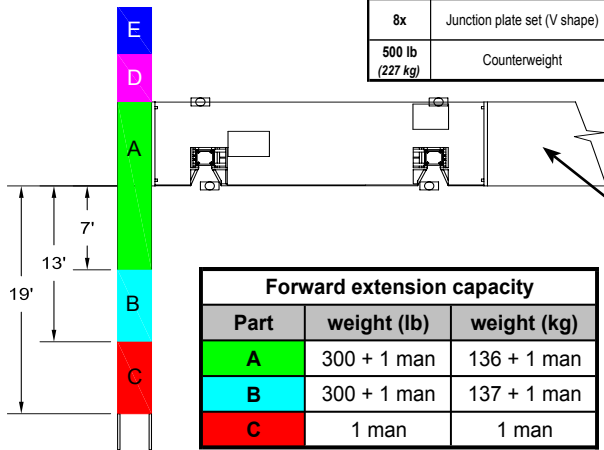 8x Junction plate set (V shape)
500 lb
(227 kg) Counterweight
E
D
A
7'
13'
B
19'
C
Forward extension capacity
Part weight (lb) weight (kg)
A 300 + 1 man 136 + 1 man
B 300 + 1 man 137 + 1 man
C 1 man 1 man